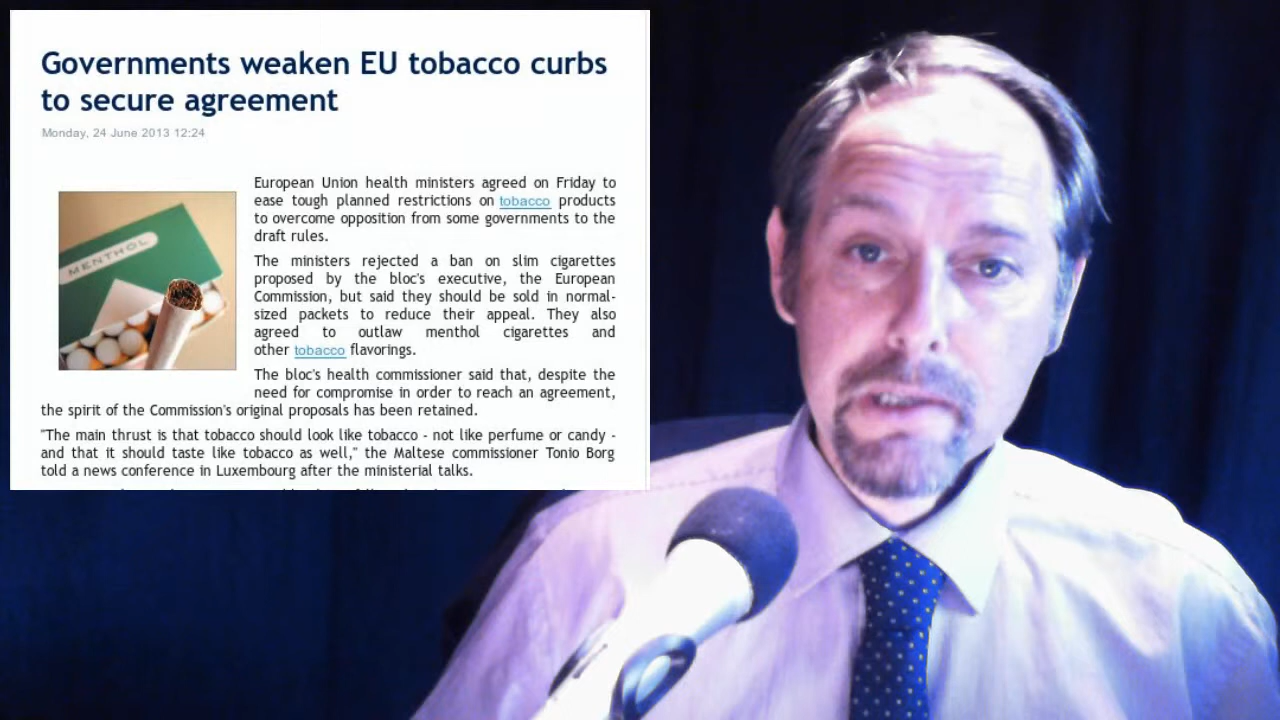 Governments weaken EU tobacco curbs
to secure agreement
Monday, 24 June 2013 12:24
European Union health ministers agreed on Friday to
ease tough planned restrictions on tobacco products
to overcome opposition from some governments to the
draft rules.
The ministers rejected a ban on slim cigarettes
proposed by the bloc's executive, the European
Commission, but said they should be sold in normal-
sized packets to reduce their appeal. They also
agreed to outlaw menthol cigarettes and
other tobacco flavorings.
MENTHOL
The bloc's health commissioner said that, despite the
need for compromise in order to reach an agreement,
the spirit of the Commission's original proposals has been retained.
"The main thrust is that tobacco should look like tobacco - not like perfume or candy -
and that it should taste like tobacco as well," the Maltese commissioner Tonio Borg
told a news conference in Luxembourg after the ministerial talks.